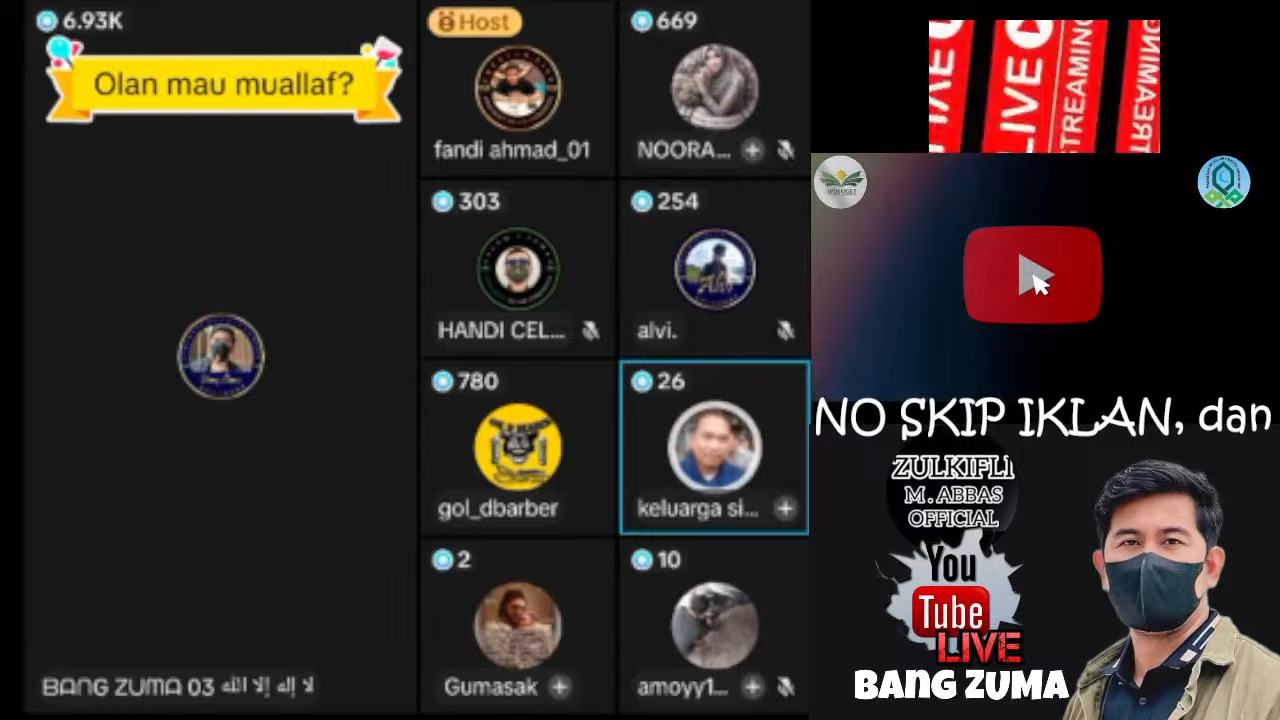 6.93K
Olan mau muallaf?
BANG ZUMA 03 لا إله إلا الله
Host
fandi ahmad_01
669
NOORA...
303
HANDI CEL...
254
alvi.
780
gol_dbarber
26
keluarga si...
2
Gumasak
10
amoyy1...
LIVE
LIVE
STREAMING
STREAMING
NO SKIP IKLAN, dan
ZULKIFLI
M. ABBAS
OFFICIAL
You
Tube
LIVE
BANG ZUMA